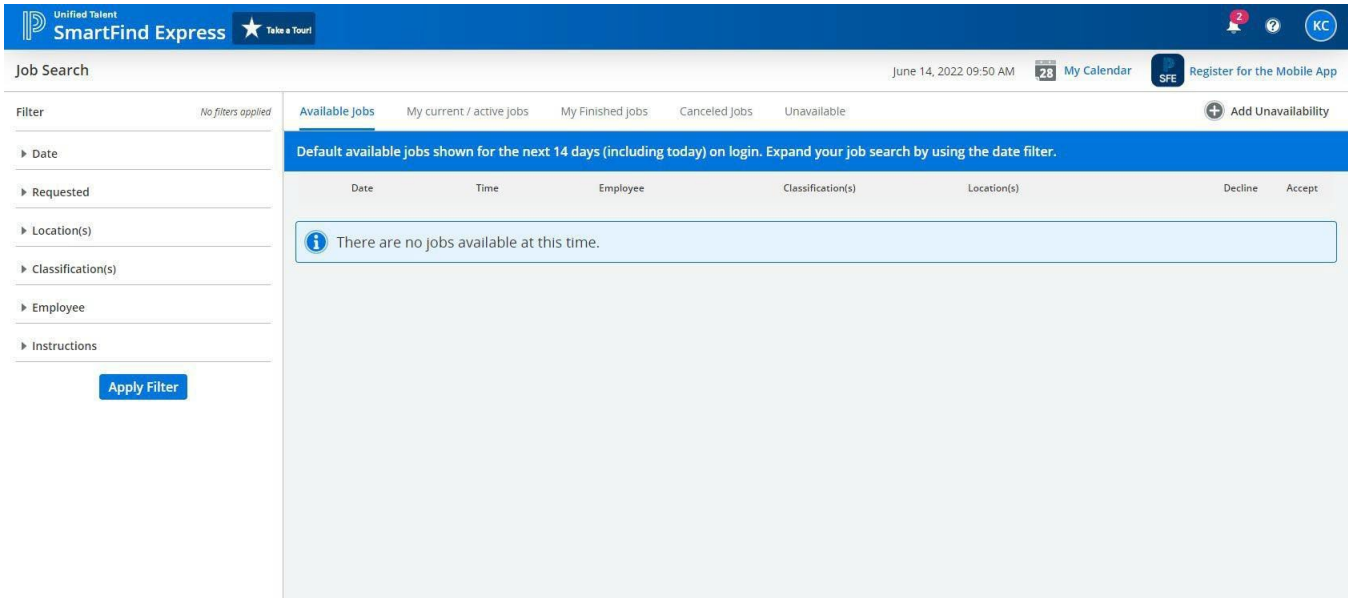 Unified Talent
SmartFind Express
Take a Tour!
2
?
KC
Job Search
June 14, 2022 09:50 AM
28
My Calendar
SFE
Register for the Mobile App
Filter
No filters applied
Available Jobs
My current / active jobs
My Finished jobs
Canceled Jobs
Unavailable
Add Unavailability
Date
Default available jobs shown for the next 14 days (including today) on login. Expand your job search by using the date filter.
Requested
Date
Time
Employee
Classification(s)
Location(s)
Decline
Accept
Location(s)
There are no jobs available at this time.
Classification(s)
Employee
Instructions
Apply Filter